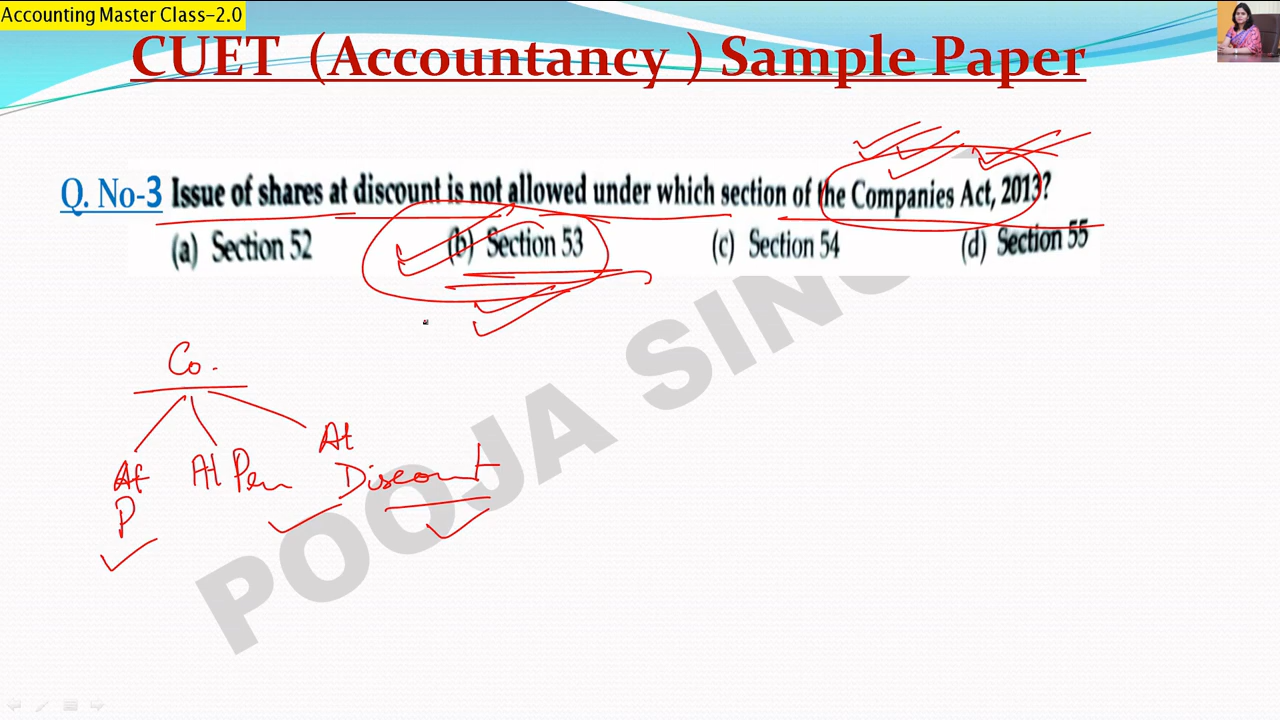 Accounting Master Class-2.0
CUET (Accountancy ) Sample Paper
Q. No-3 Issue of shares at discount is not allowed under which section of the Companies Act, 2013?
(a) Section 52 (b) Section 53 (c) Section 54 (d) Section 55
Co.
At
At At
P Discount
POOJA SING